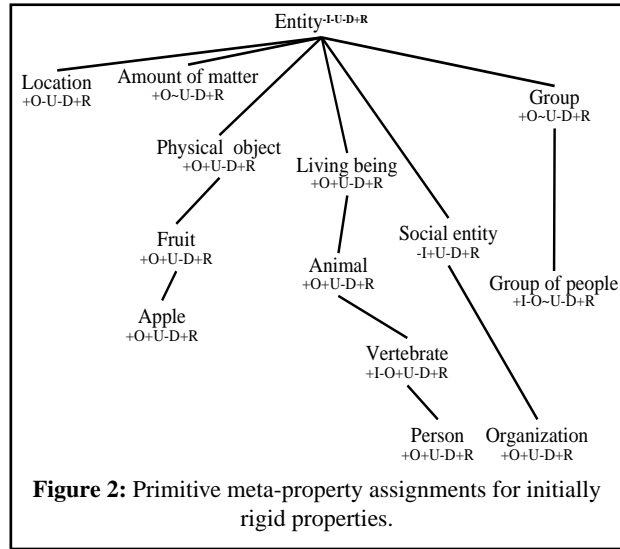 Entity-I-U-D+R
Location
+O-U-D+R
Amount of matter
+O~U-D+R
Group
+O~U-D+R
Physical object
+O+U-D+R
Living being
+O+U-D+R
Fruit
+O+U-D+R
Social entity
-I+U-D+R
Animal
+O+U-D+R
Group of people
+I-O~U-D+R
Apple
+O+U-D+R
Vertebrate
+I-O+U-D+R
Person
+O+U-D+R
Organization
+O+U-D+R
Figure 2: Primitive meta-property assignments for initially
rigid properties.